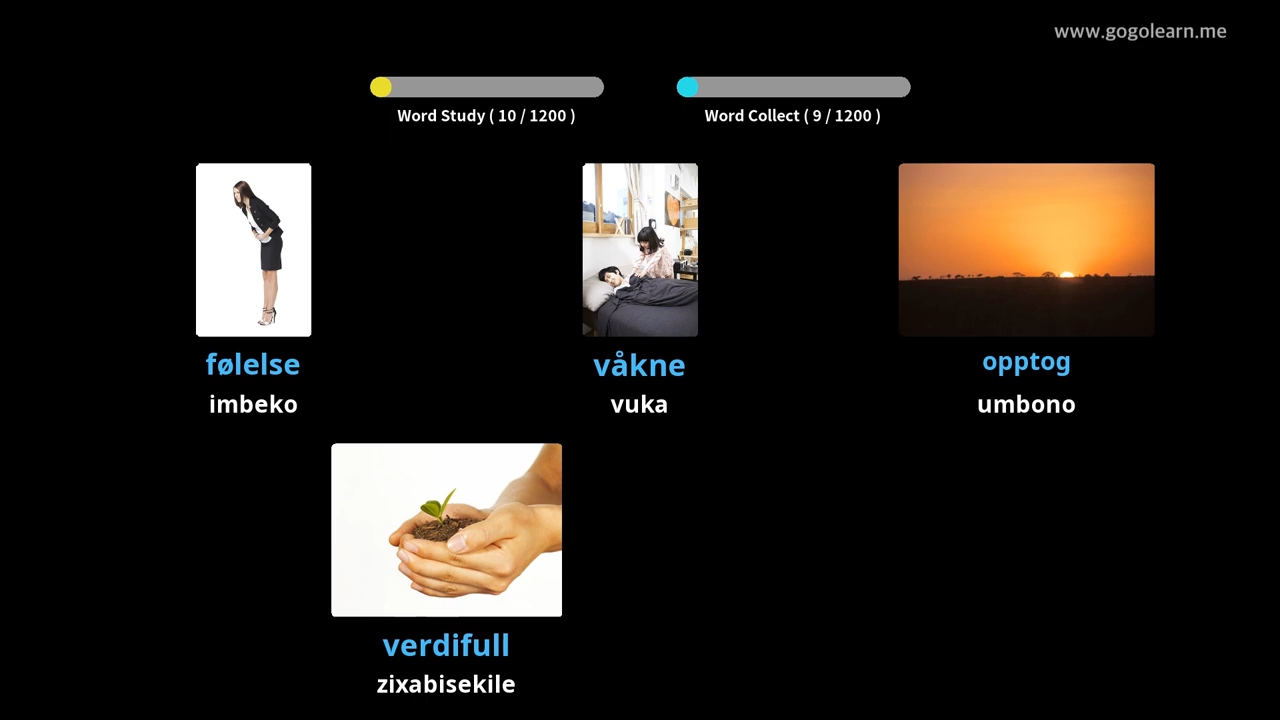 www.gogolearn.me
Word Study ( 10 / 1200 )
Word Collect ( 9 / 1200 )
følelse
imbeko
våkne
vuka
opptog
umbono
verdifull
zixabisekile